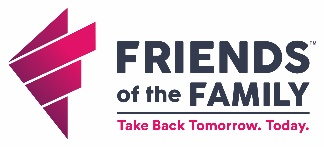 FRIENDS™
of the FAMILY
Take Back Tomorrow. Today.